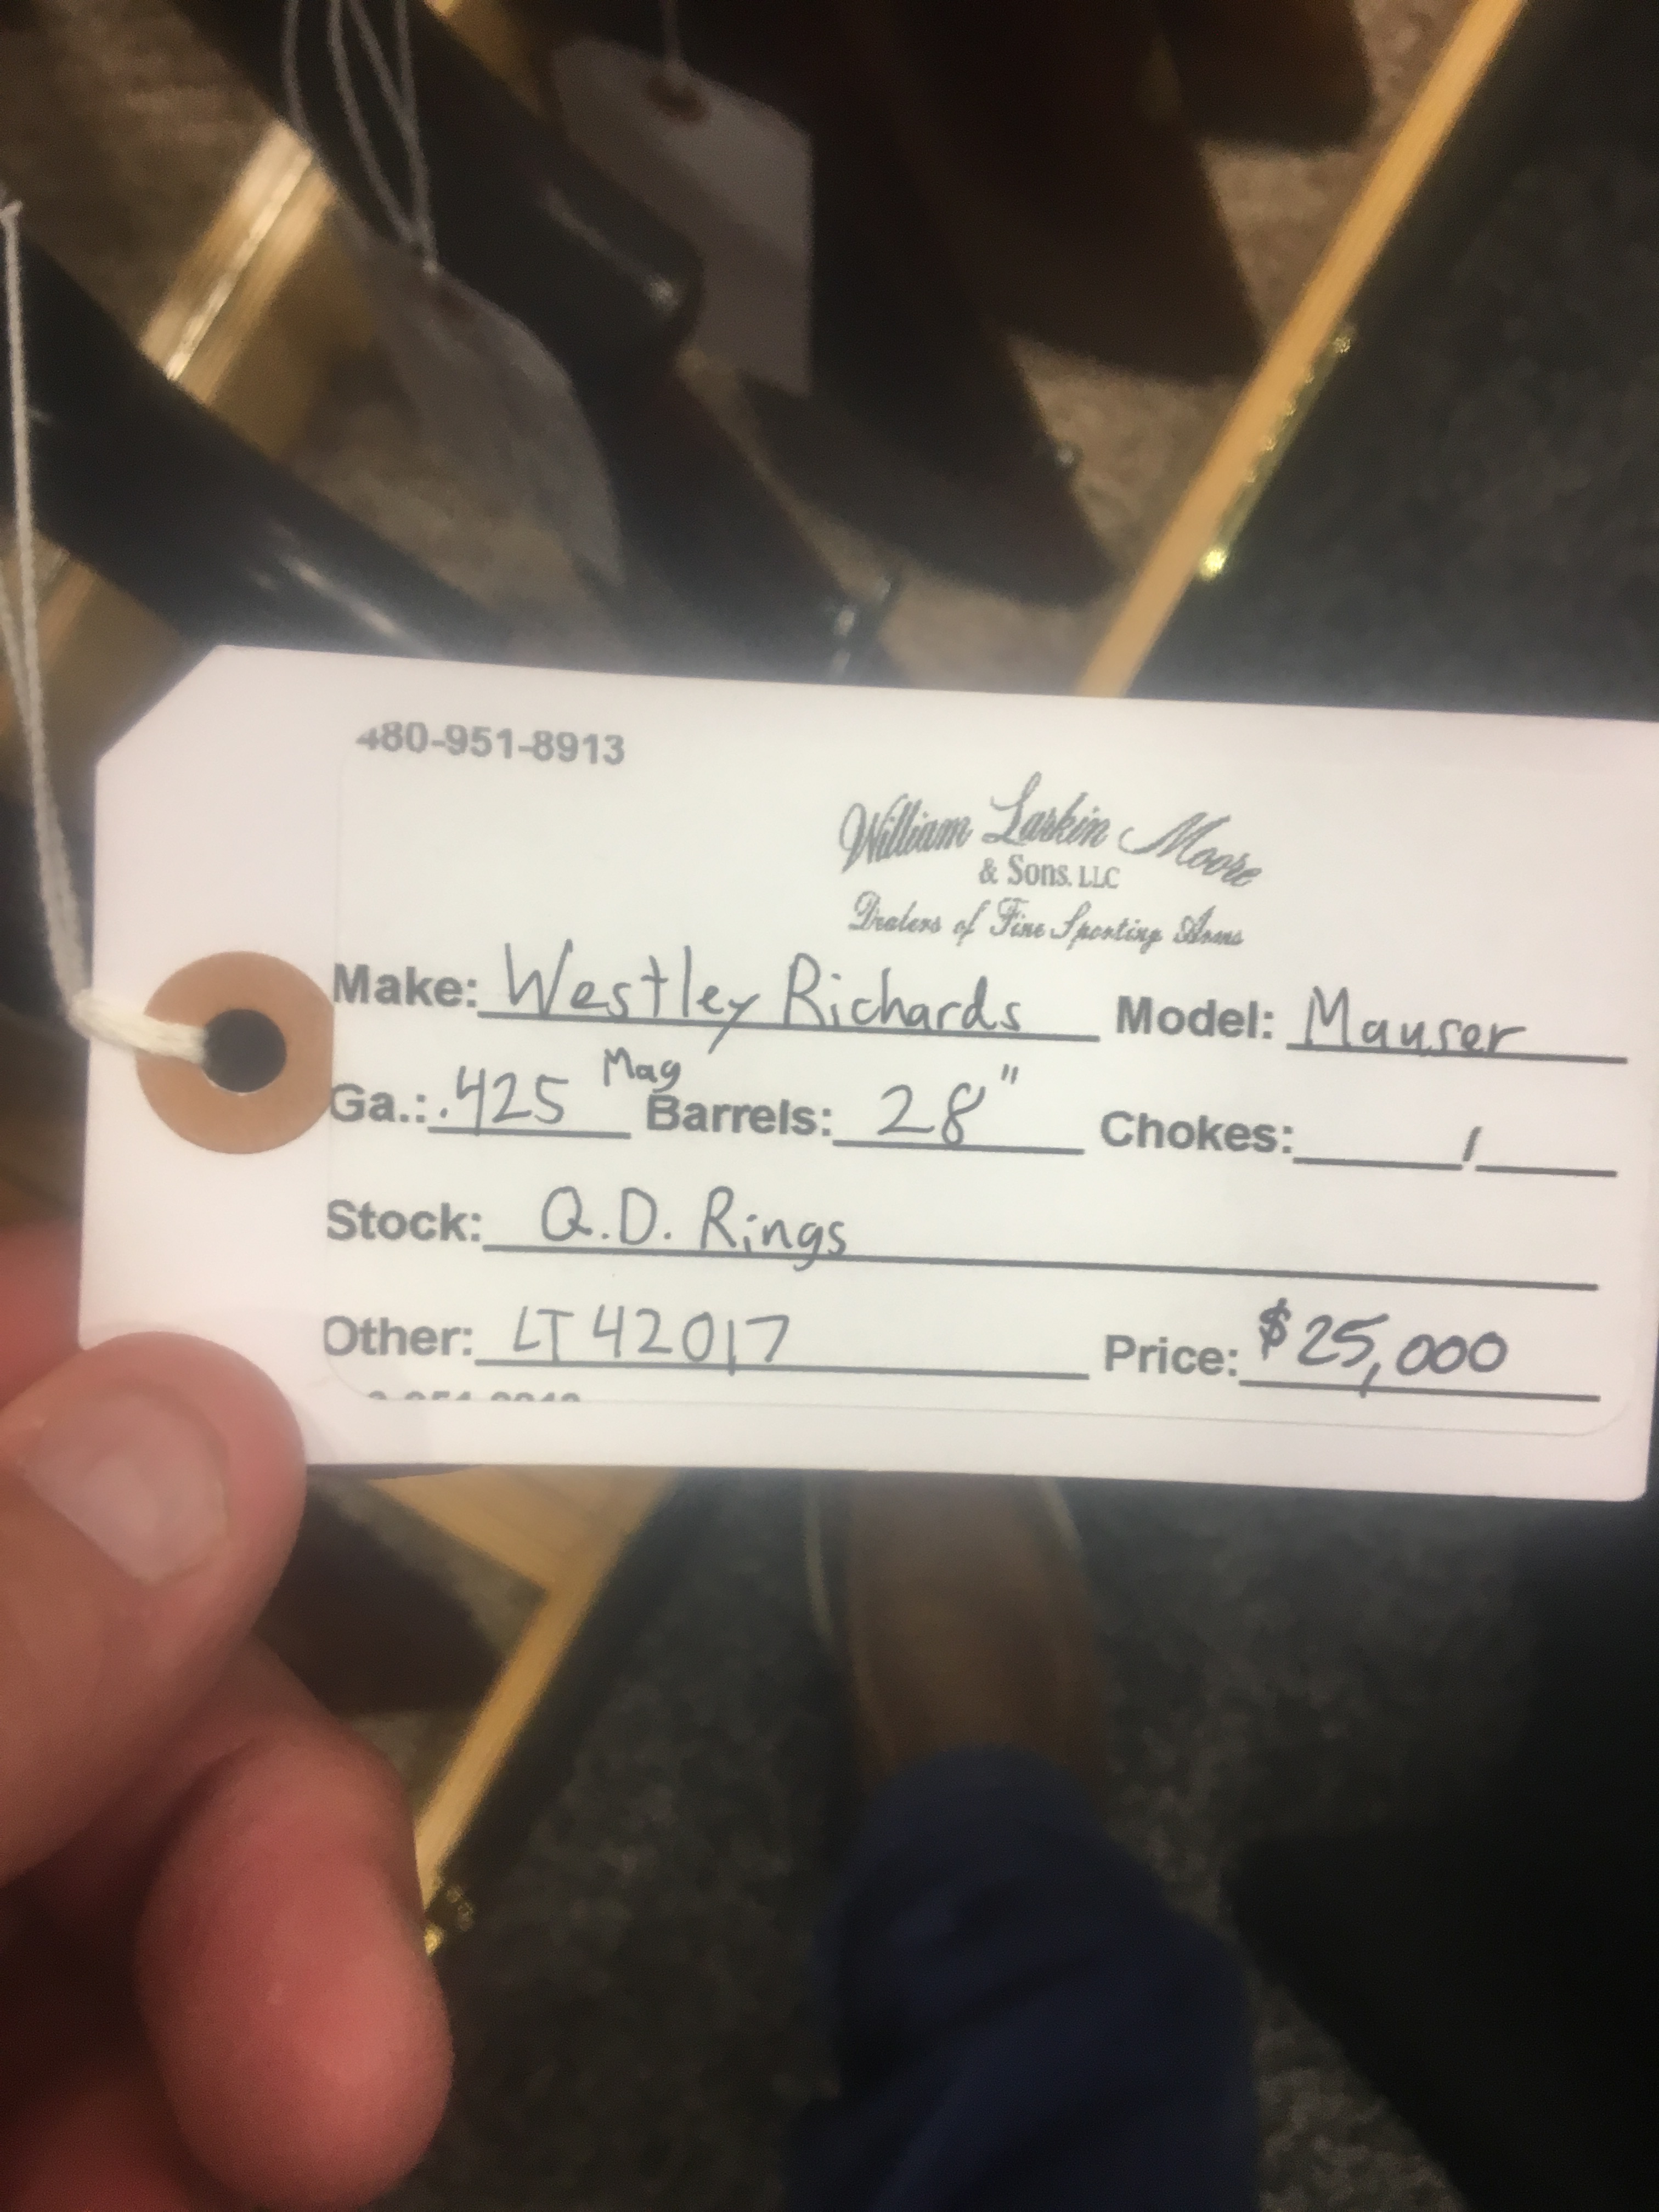 480-951-8913
William Larkin Moore
& Sons, LLC
Dealers of Fine Sporting Arms
Make: Westley Richards Model: Mauser
Ga.: .425 Mag Barrels: 28" Chokes: /
Stock: Q.D. Rings
Other: LT 42017 Price: $25,000